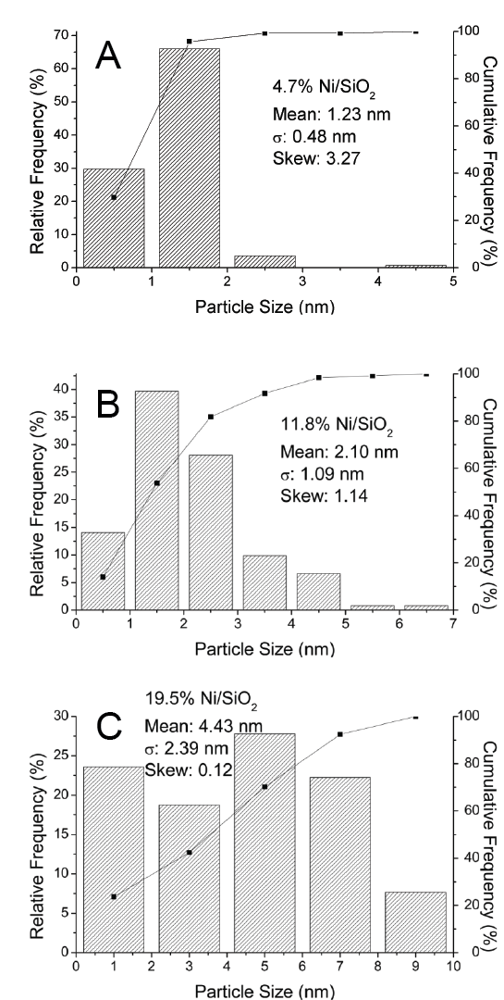 A
4.7% Ni/SiO₂
Mean: 1.23 nm
σ: 0.48 nm
Skew: 3.27
Relative Frequency (%)
0
10
20
30
40
50
60
70
Cumulative Frequency (%)
0
20
40
60
80
100
0 1 2 3 4 5
Particle Size (nm)
B
11.8% Ni/SiO₂
Mean: 2.10 nm
σ: 1.09 nm
Skew: 1.14
Relative Frequency (%)
0
5
10
15
20
25
30
35
40
Cumulative Frequency (%)
0
20
40
60
80
100
0 1 2 3 4 5 6 7
Particle Size (nm)
C
19.5% Ni/SiO₂
Mean: 4.43 nm
σ: 2.39 nm
Skew: 0.12
Relative Frequency (%)
0
5
10
15
20
25
30
Cumulative Frequency (%)
0
20
40
60
80
100
0 1 2 3 4 5 6 7 8 9 10
Particle Size (nm)